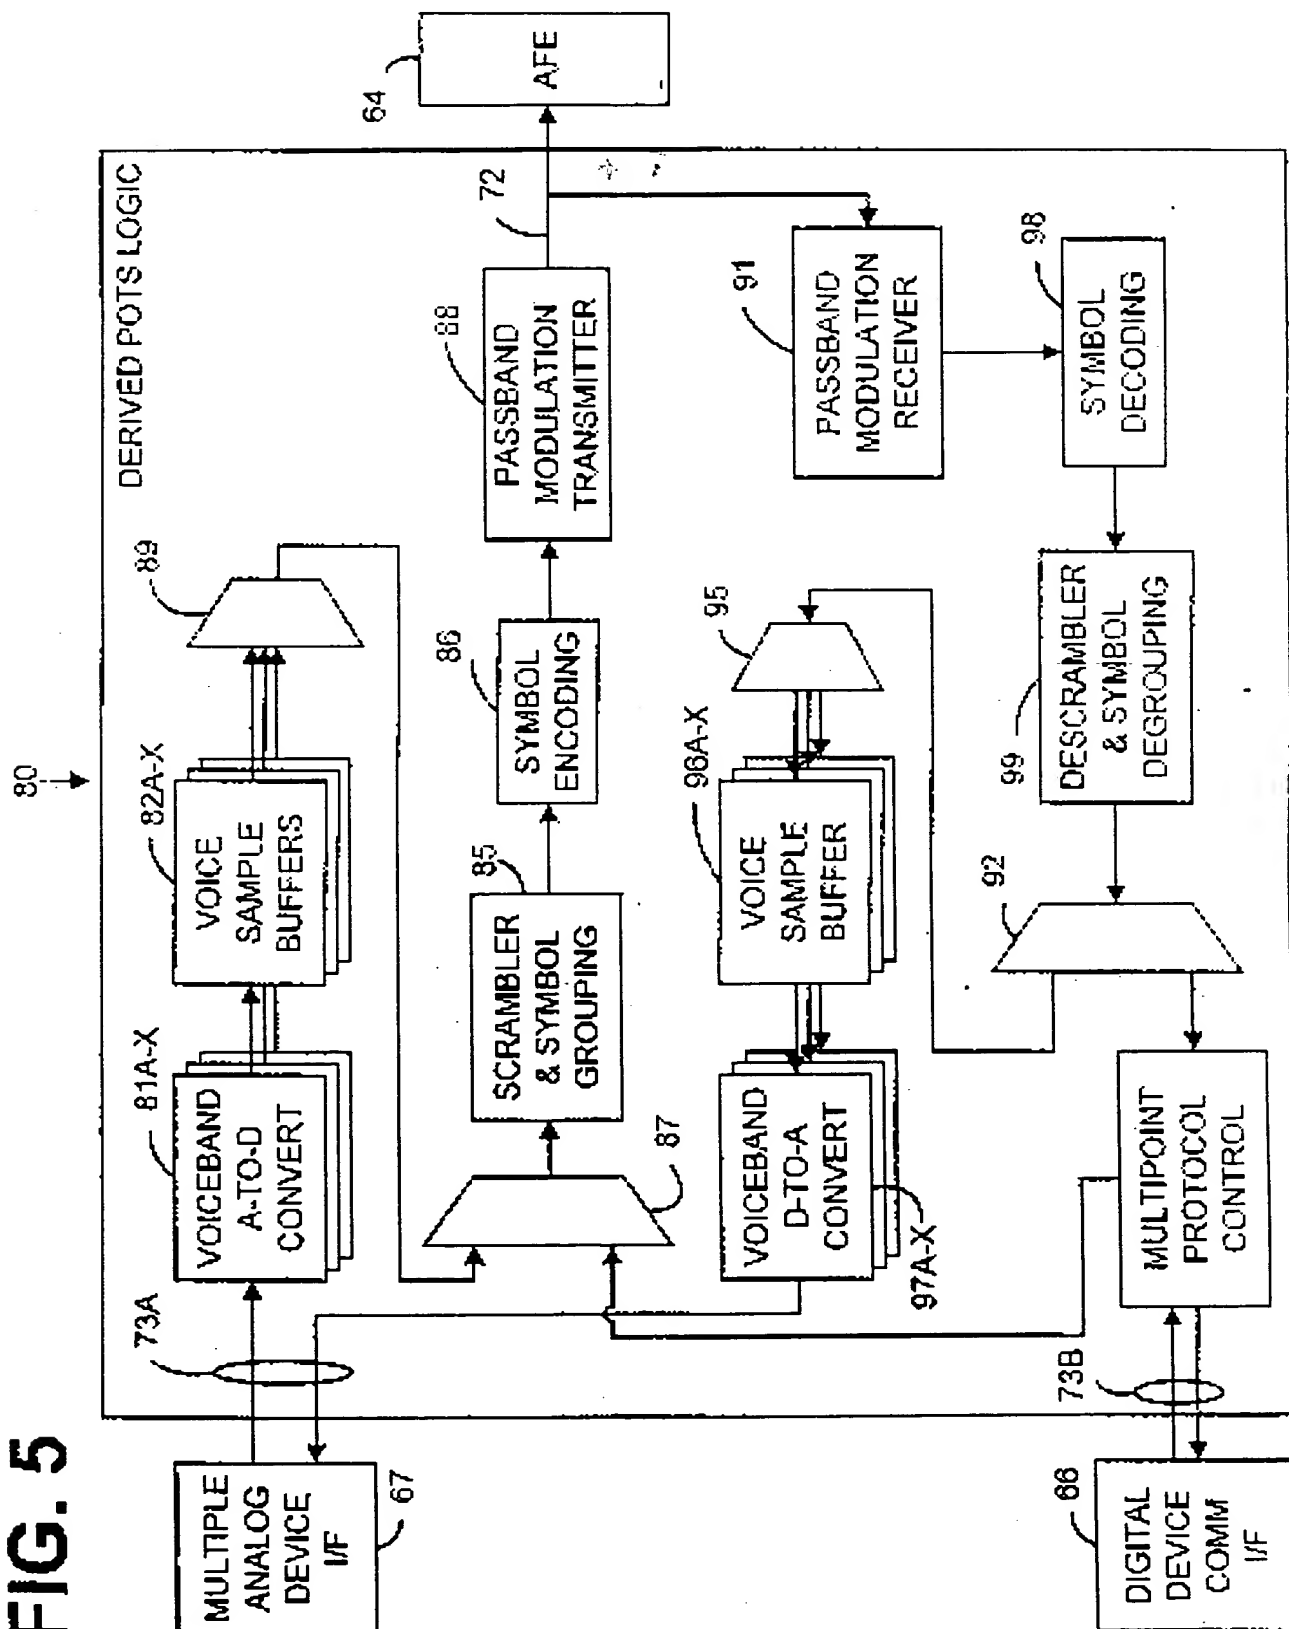 FIG. 5
80
DERIVED POTS LOGIC
MULTIPLE
ANALOG
DEVICE
I/F
67
73A
VOICEBAND
A-TO-D
CONVERT
81A-X
VOICE
SAMPLE
BUFFERS
82A-X
89
87
SCRAMBLER
& SYMBOL
GROUPING
85
SYMBOL
ENCODING
86
PASSBAND
MODULATION
TRANSMITTER
88
72
AFE
64
PASSBAND
MODULATION
RECEIVER
91
SYMBOL
DECODING
98
DESCRAMBLER
& SYMBOL
DEGROUPING
99
92
95
VOICE
SAMPLE
BUFFER
96A-X
VOICEBAND
D-TO-A
CONVERT
97A-X
MULTIPOINT
PROTOCOL
CONTROL
73B
DIGITAL
DEVICE
COMM
I/F
66